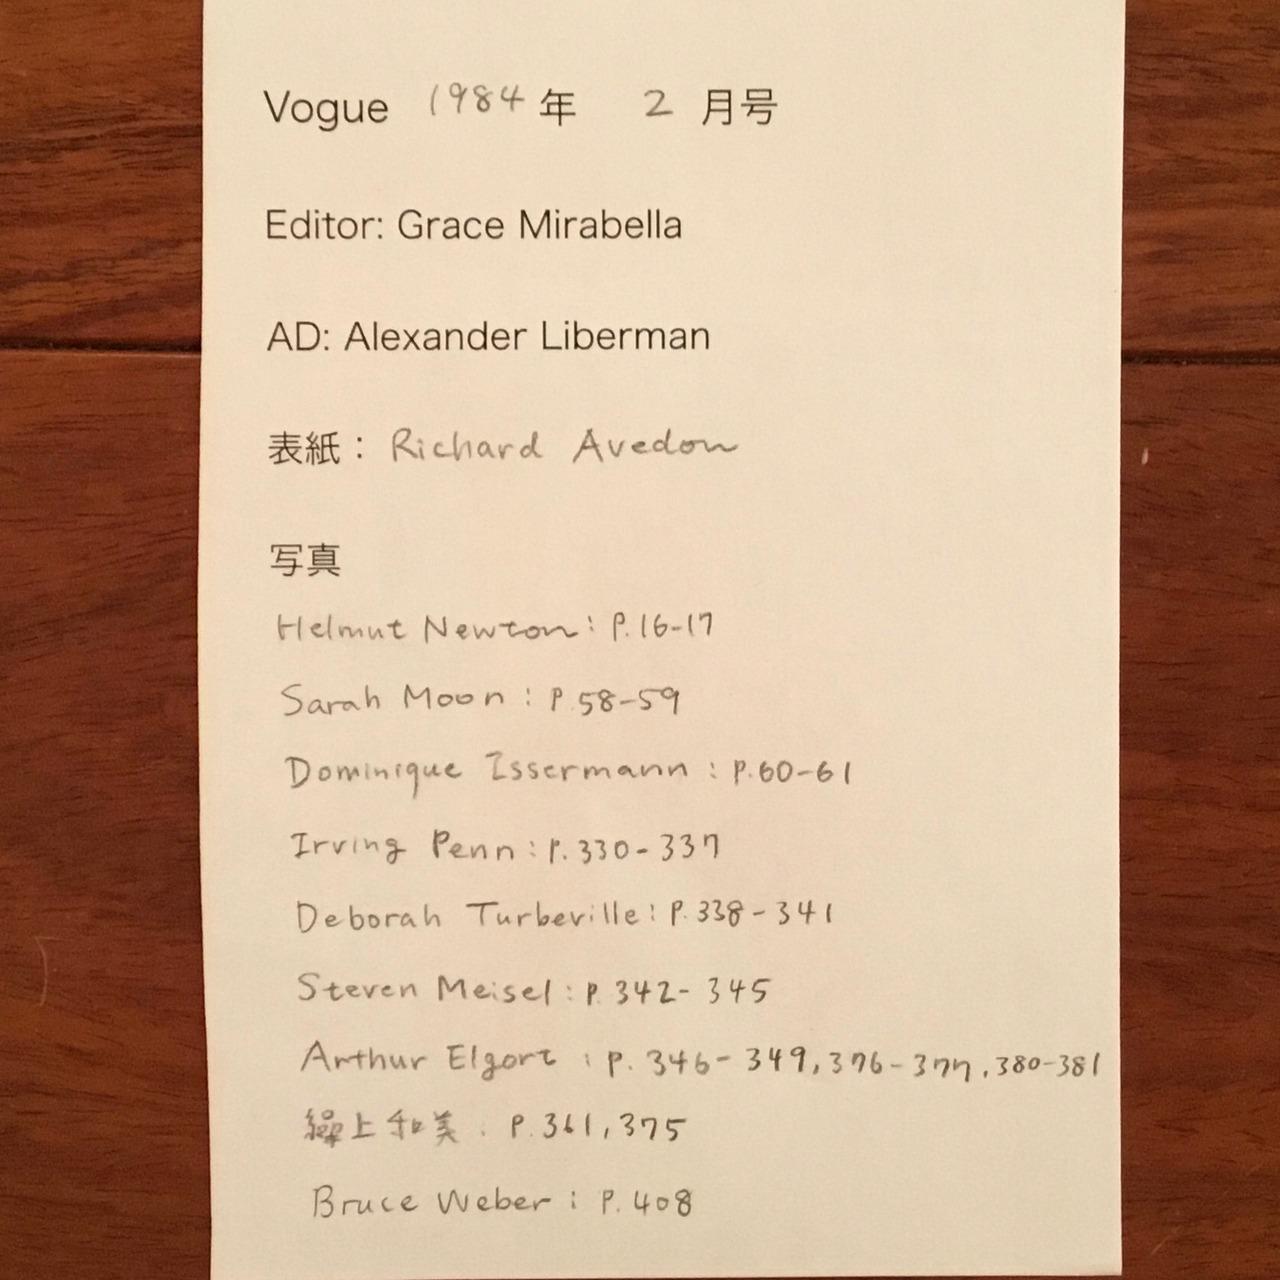 Vogue 1984年 2月号
Editor: Grace Mirabella
AD: Alexander Liberman
表紙： Richard Avedon
写真
Helmut Newton: P.16-17
Sarah Moon: P.58-59
Dominique Issermann: P.60-61
Irving Penn: P.330-337
Deborah Turbeville: P.338-341
Steven Meisel: P.342-345
Arthur Elgort: P.346-349, 376-377, 380-381
繰上和美: P.361, 375
Bruce Weber: P.408